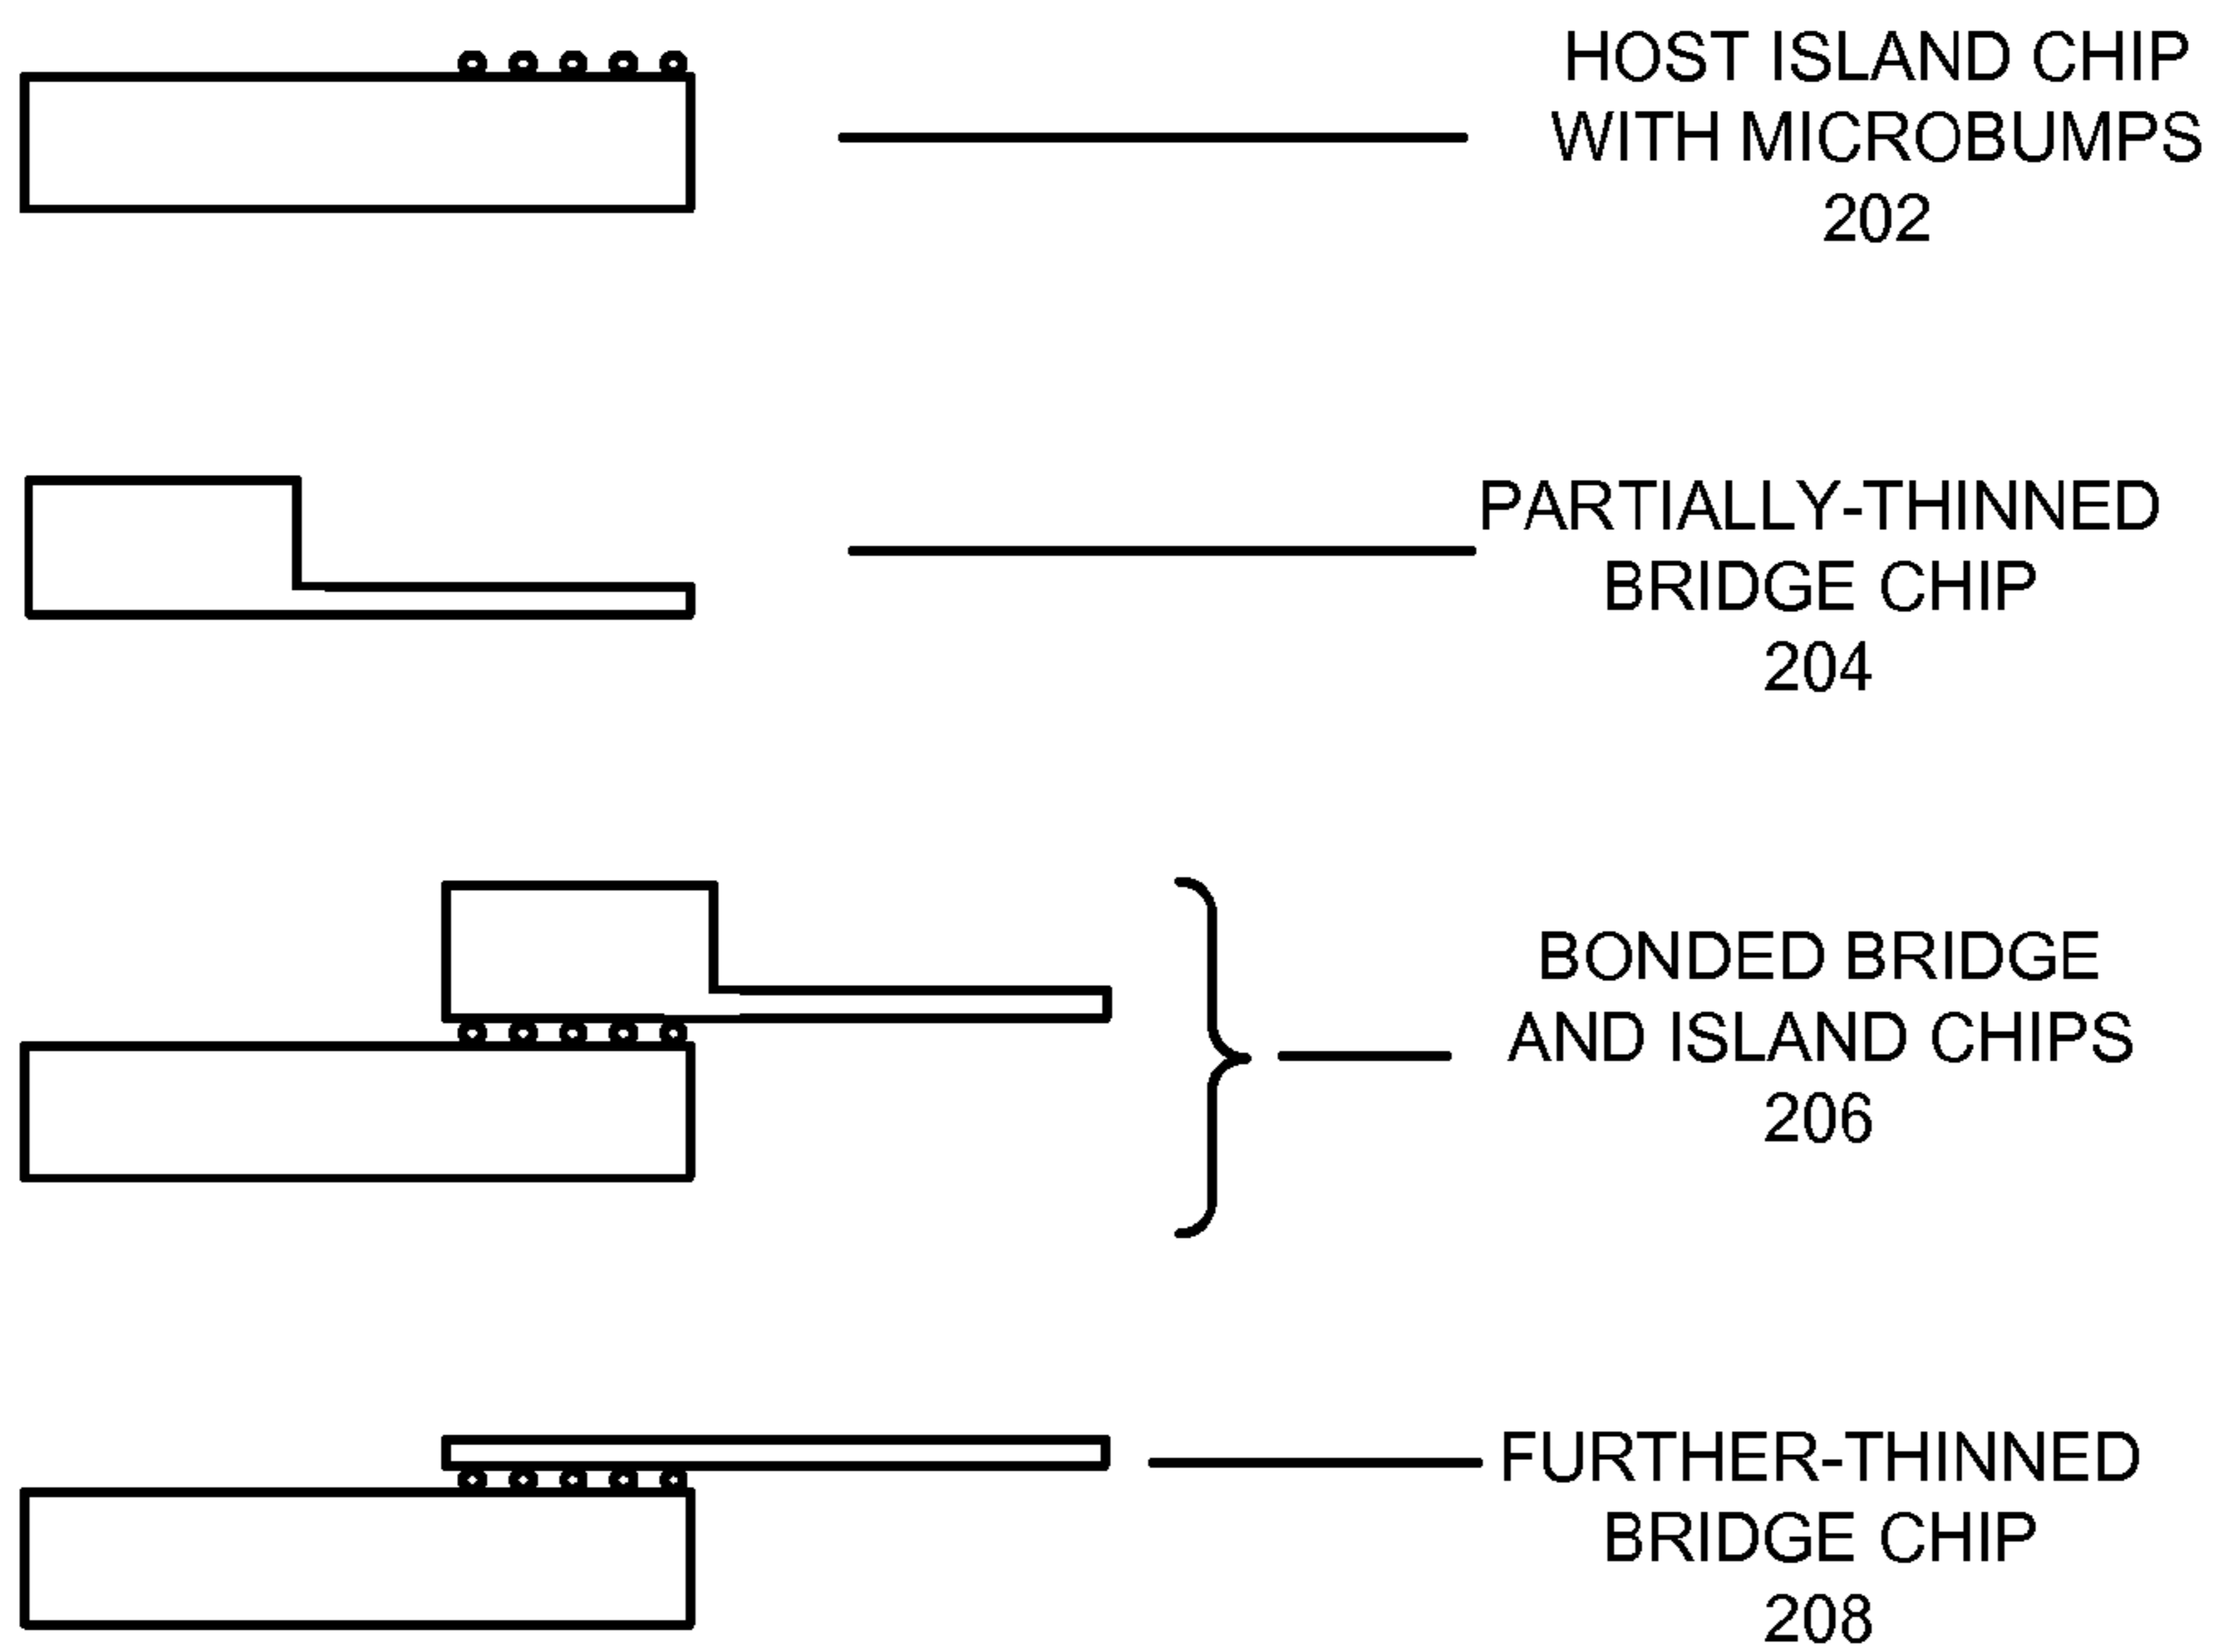 HOST ISLAND CHIP
WITH MICROBUMPS
202
PARTIALLY-THINNED
BRIDGE CHIP
204
BONDED BRIDGE
AND ISLAND CHIPS
206
FURTHER-THINNED
BRIDGE CHIP
208